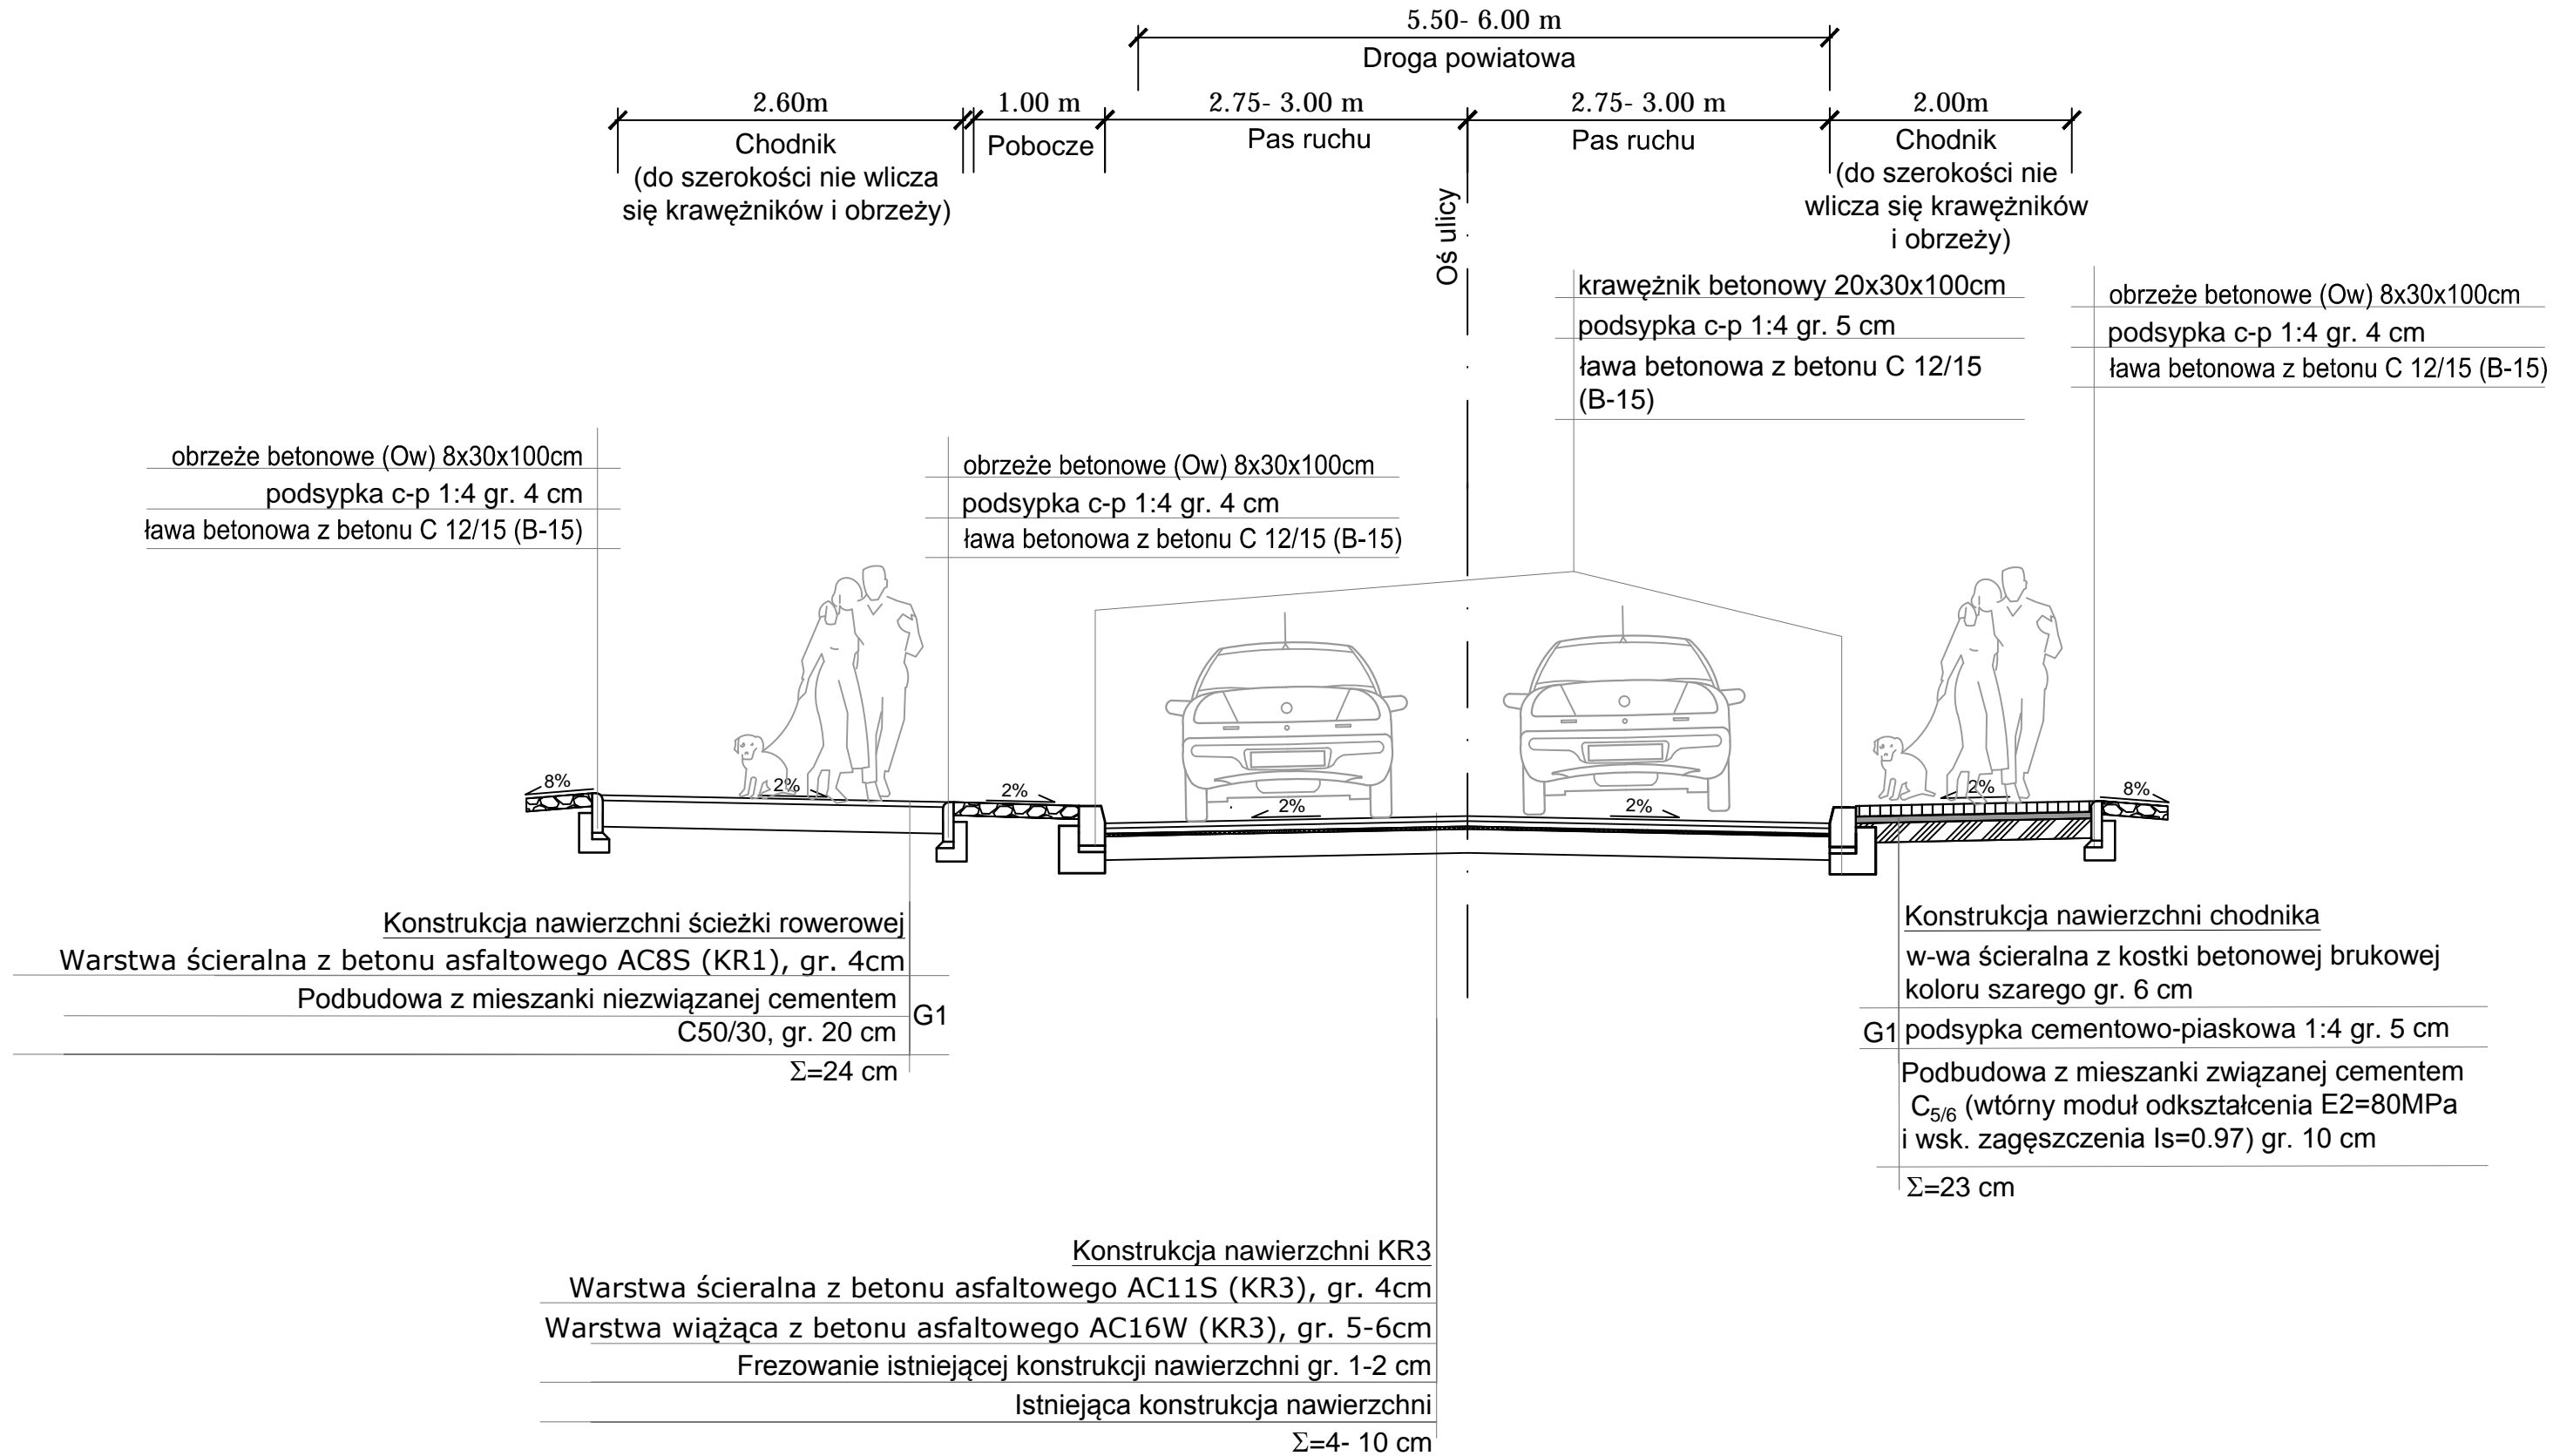 5.50- 6.00 m
Droga powiatowa
2.60m
1.00 m
2.75- 3.00 m
2.75- 3.00 m
2.00m
Chodnik
(do szerokości nie wlicza
się krawężników i obrzeży)
Pobocze
Pas ruchu
Pas ruchu
Chodnik
(do szerokości nie
wlicza się krawężników
i obrzeży)
Oś ulicy
krawężnik betonowy 20x30x100cm
podsypka c-p 1:4 gr. 5 cm
ława betonowa z betonu C 12/15
(B-15)
obrzeże betonowe (Ow) 8x30x100cm
podsypka c-p 1:4 gr. 4 cm
ława betonowa z betonu C 12/15 (B-15)
obrzeże betonowe (Ow) 8x30x100cm
podsypka c-p 1:4 gr. 4 cm
ława betonowa z betonu C 12/15 (B-15)
obrzeże betonowe (Ow) 8x30x100cm
podsypka c-p 1:4 gr. 4 cm
ława betonowa z betonu C 12/15 (B-15)
8%
2%
2%
2%
2%
2%
8%
Konstrukcja nawierzchni ścieżki rowerowej
Warstwa ścieralna z betonu asfaltowego AC8S (KR1), gr. 4cm
Podbudowa z mieszanki niezwiązanej cementem
C50/30, gr. 20 cm
G1
Σ=24 cm
Konstrukcja nawierzchni chodnika
w-wa ścieralna z kostki betonowej brukowej
koloru szarego gr. 6 cm
G1
podsypka cementowo-piaskowa 1:4 gr. 5 cm
Podbudowa z mieszanki związanej cementem
C5/6 (wtórny moduł odkształcenia E2=80MPa
i wsk. zagęszczenia Is=0.97) gr. 10 cm
Σ=23 cm
Konstrukcja nawierzchni KR3
Warstwa ścieralna z betonu asfaltowego AC11S (KR3), gr. 4cm
Warstwa wiążąca z betonu asfaltowego AC16W (KR3), gr. 5-6cm
Frezowanie istniejącej konstrukcji nawierzchni gr. 1-2 cm
Istniejąca konstrukcja nawierzchni
Σ=4- 10 cm